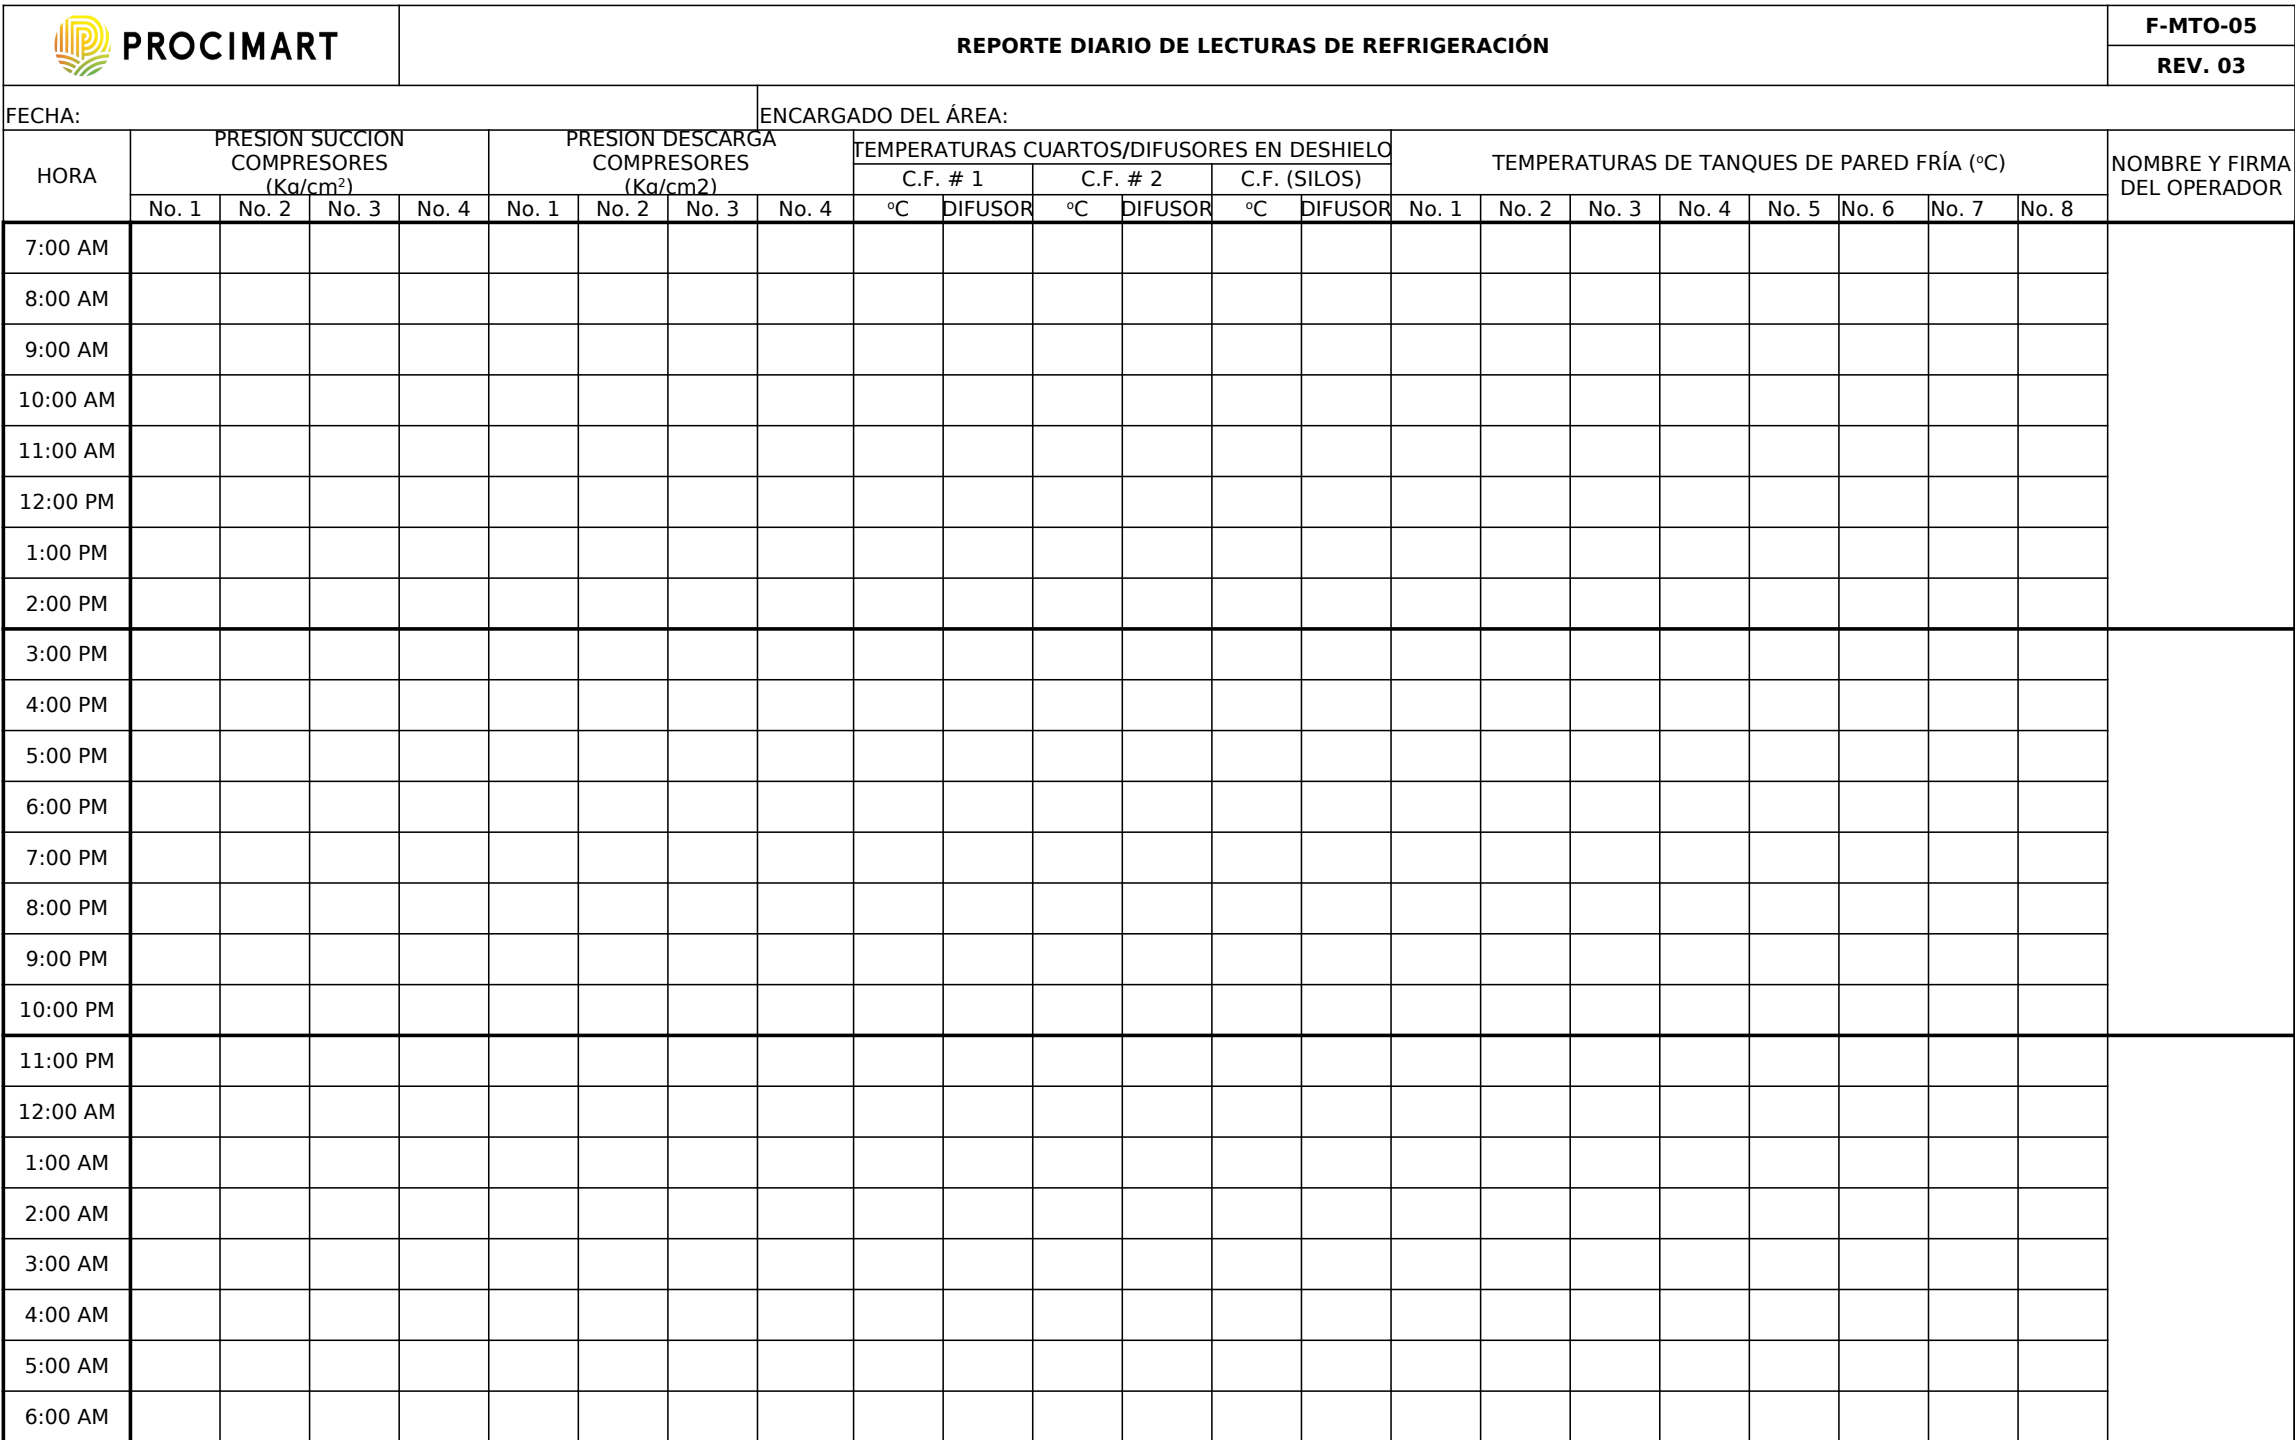 PROCIMART
REPORTE DIARIO DE LECTURAS DE REFRIGERACIÓN
F-MTO-05
REV. 03
FECHA:
ENCARGADO DEL ÁREA:
HORA
PRESION SUCCION
COMPRESORES
(Kg/cm²)
PRESION DESCARGA
COMPRESORES
(Kg/cm2)
TEMPERATURAS CUARTOS/DIFUSORES EN DESHIELO
C.F. # 1 C.F. # 2 C.F. (SILOS)
TEMPERATURAS DE TANQUES DE PARED FRÍA (ºC)
NOMBRE Y FIRMA
DEL OPERADOR
No. 1 No. 2 No. 3 No. 4 No. 1 No. 2 No. 3 No. 4 ºC DIFUSOR ºC DIFUSOR ºC DIFUSOR No. 1 No. 2 No. 3 No. 4 No. 5 No. 6 No. 7 No. 8
7:00 AM
8:00 AM
9:00 AM
10:00 AM
11:00 AM
12:00 PM
1:00 PM
2:00 PM
3:00 PM
4:00 PM
5:00 PM
6:00 PM
7:00 PM
8:00 PM
9:00 PM
10:00 PM
11:00 PM
12:00 AM
1:00 AM
2:00 AM
3:00 AM
4:00 AM
5:00 AM
6:00 AM